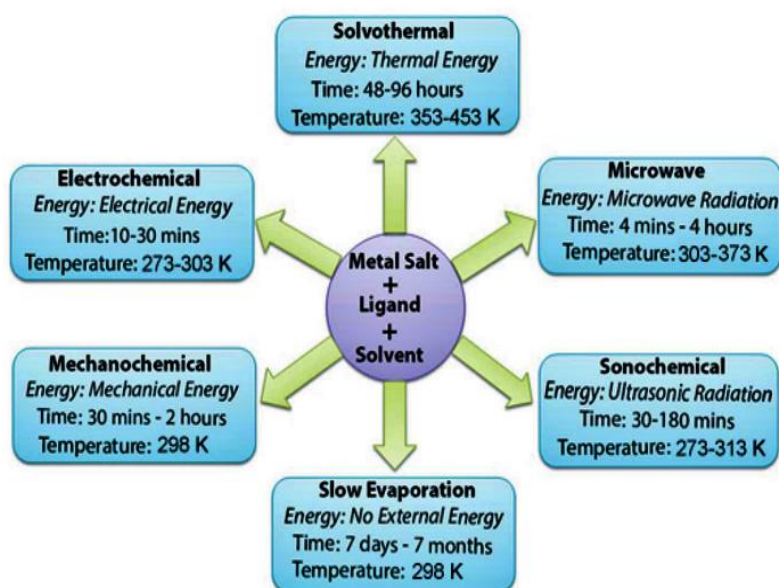 Solvothermal
Energy: Thermal Energy
Time: 48-96 hours
Temperature: 353-453 K
Electrochemical
Energy: Electrical Energy
Time:10-30 mins
Temperature: 273-303 K
Microwave
Energy: Microwave Radiation
Time: 4 mins - 4 hours
Temperature: 303-373 K
Metal Salt
+
Ligand
+
Solvent
Mechanochemical
Energy: Mechanical Energy
Time: 30 mins - 2 hours
Temperature: 298 K
Sonochemical
Energy: Ultrasonic Radiation
Time: 30-180 mins
Temperature: 273-313 K
Slow Evaporation
Energy: No External Energy
Time: 7 days - 7 months
Temperature: 298 K